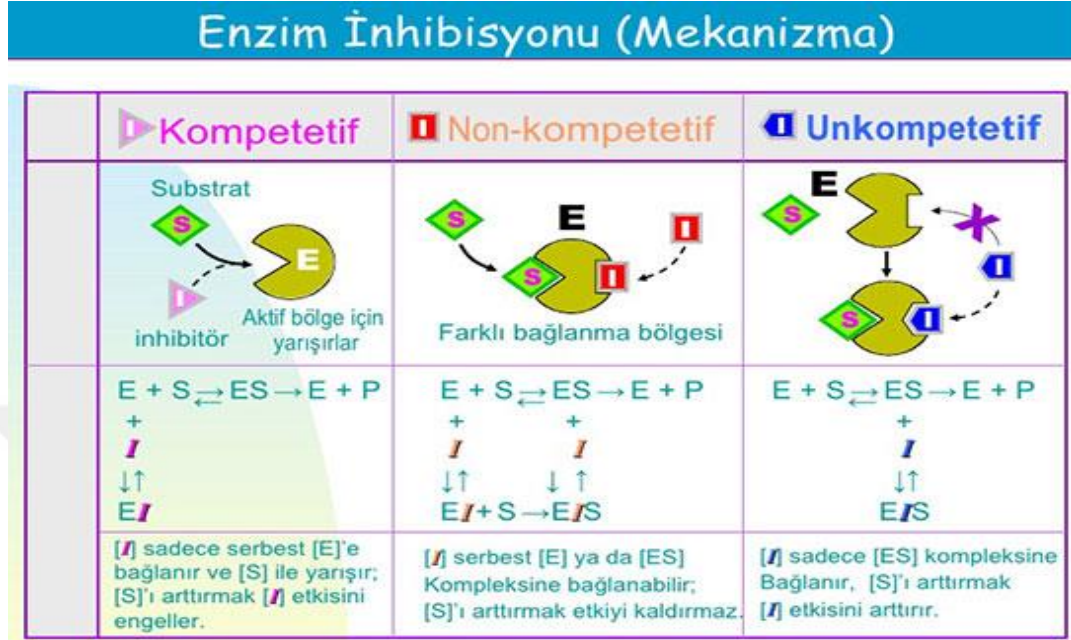 Enzim İnhibisyonu (Mekanizma)
I Kompetetif
I Non-kompetetif
I Unkompetetif
Substrat
S
E
I
inhibitör
Aktif bölge için
yarışırlar
E
S
S
I
I
Farklı bağlanma bölgesi
E
S
I
S
I
E + S ⇄ ES → E + P
+
I
↓↑
EI
E + S ⇄ ES → E + P
+ +
I I
↓↑ ↓ ↑
EI + S → EIS
E + S ⇄ ES → E + P
+
I
↓↑
EIS
[I] sadece serbest [E]'e
bağlanır ve [S] ile yarışır;
[S]'ı arttırmak [I] etkisini
engeller.
[I] serbest [E] ya da [ES]
Kompleksine bağlanabilir;
[S]'ı arttırmak etkiyi kaldırmaz.
[I] sadece [ES] kompleksine
Bağlanır, [S]'ı arttırmak
[I] etkisini arttırır.